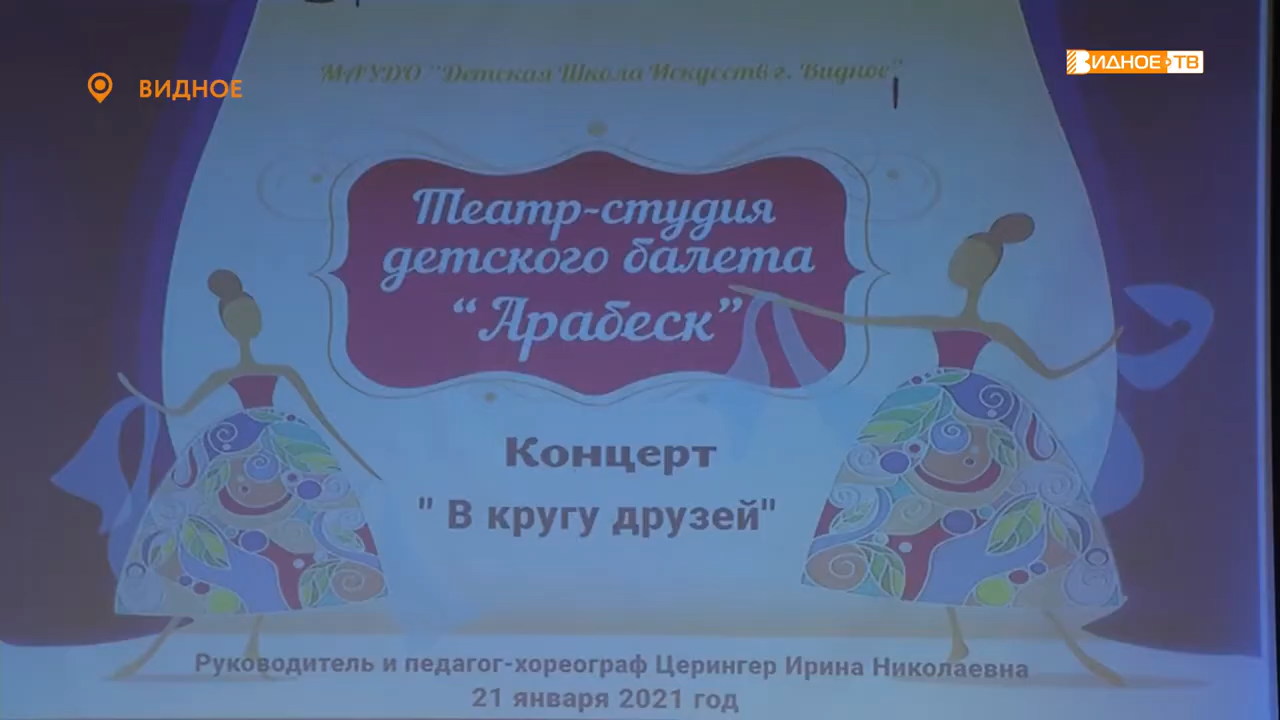 ВИДНОЕ
ВИДНОЕ ТВ
МАУДО "Детская Школа Искусств г. Видное"
Театр-студия
детского балета
“Арабеск”
Концерт
" В кругу друзей"
Руководитель и педагог-хореограф Церингер Ирина Николаевна
21 января 2021 год